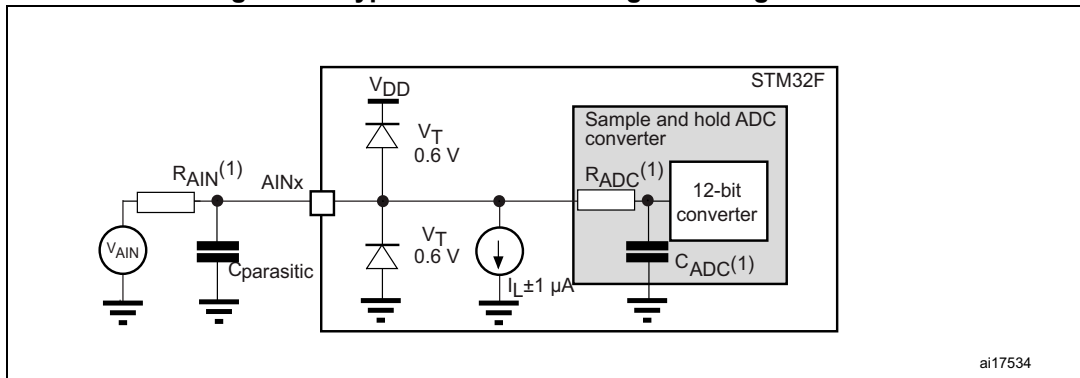 STM32F
VDD
VT
0.6 V
Sample and hold ADC
converter
RAIN(1)
AINx
RADC(1)
12-bit
converter
VAIN
Cparasitic
VT
0.6 V
IL±1 µA
CADC(1)
ai17534